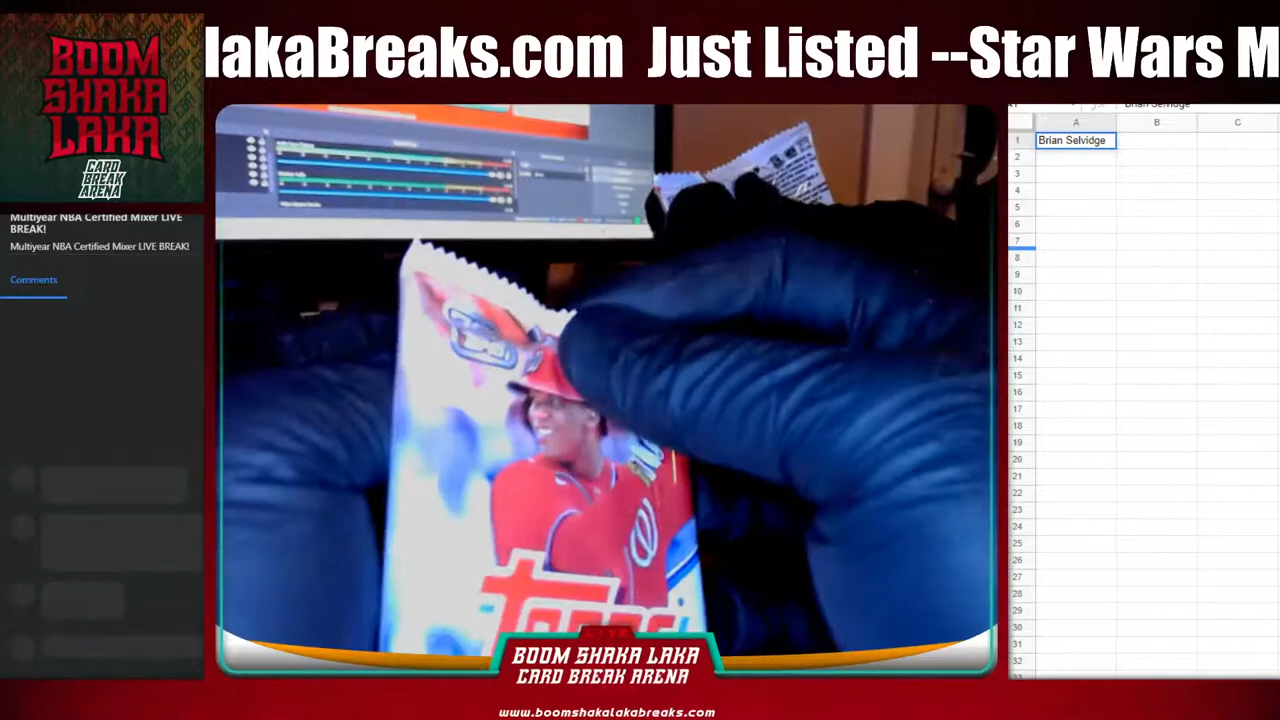 lakaBreaks.com Just Listed --Star Wars M
BOOM
SHAKA
LAKA
CARD
BREAK
ARENA
Multiyear NBA Certified Mixer LIVE
BREAK!
Multiyear NBA Certified Mixer LIVE BREAK!
Comments
Brian Selvidge
A B C
1 Brian Selvidge
2
3
4
5
6
7
8
9
10
11
12
13
14
15
16
17
18
19
20
21
22
23
24
25
26
27
28
29
30
31
32
Topps
LIVE
BOOM SHAKA LAKA
CARD BREAK ARENA
www.boomshakalakabreaks.com